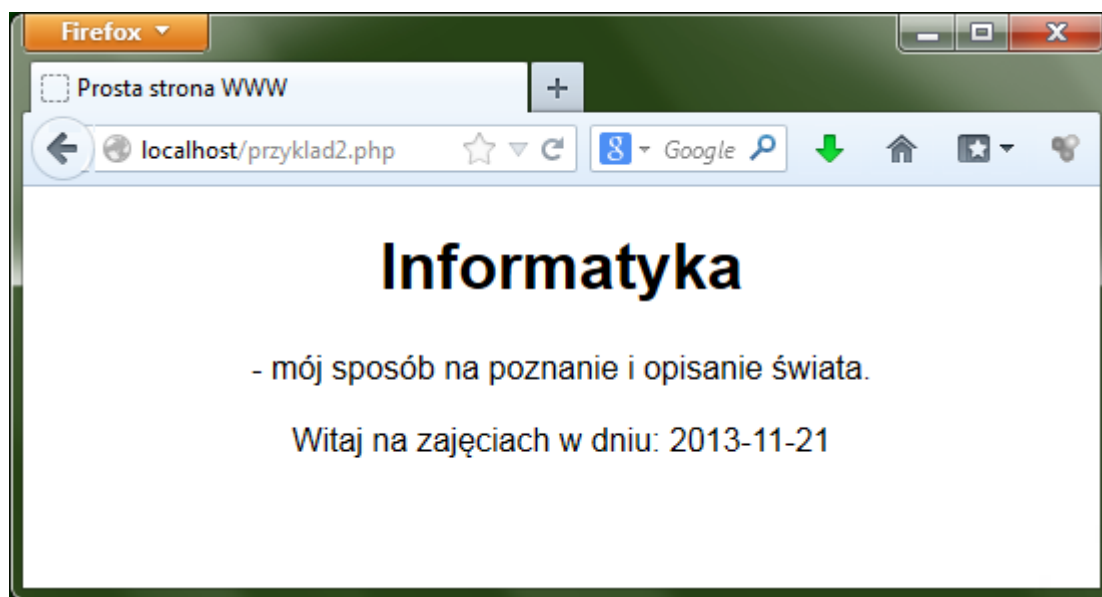 Firefox
Prosta strona WWW
localhost/przyklad2.php
8 Google
Informatyka
- mój sposób na poznanie i opisanie świata.
Witaj na zajęciach w dniu: 2013-11-21